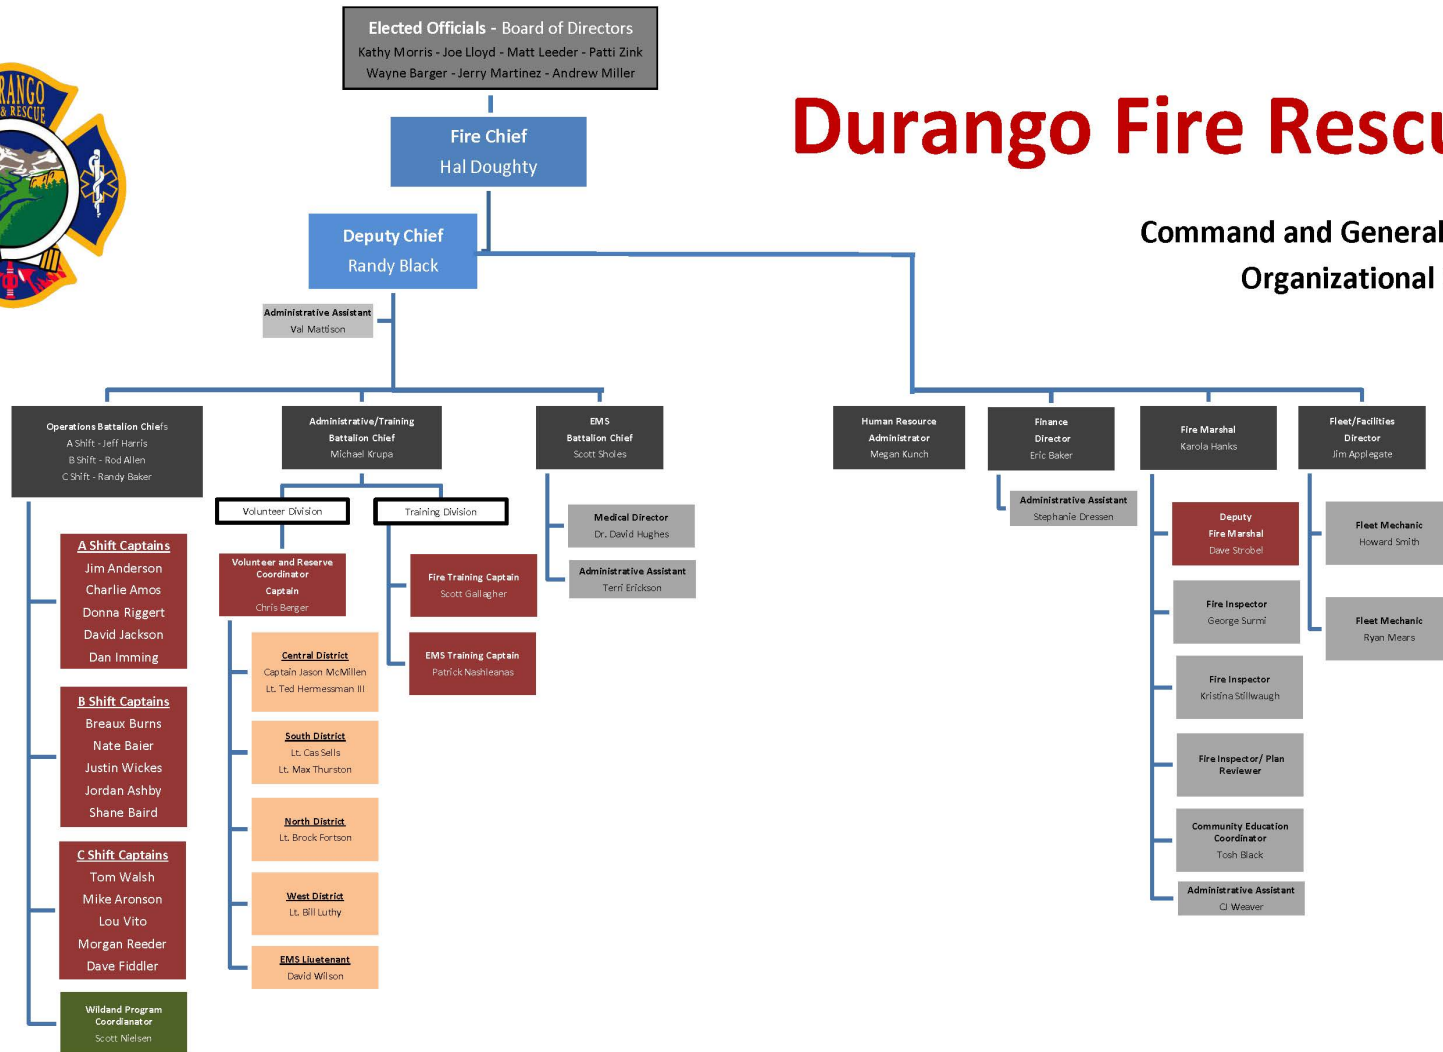 Elected Officials - Board of Directors
Kathy Morris - Joe Lloyd - Matt Leeder - Patti Zink
Wayne Barger - Jerry Martinez - Andrew Miller
RANGO
& RESCUE
Durango Fire Rescu
Fire Chief
Hal Doughty
Command and General
Organizational
Deputy Chief
Randy Black
Administrative Assistant
Val Mattison
Operations Battalion Chiefs
A Shift - Jeff Harris
B Shift - Rod Allen
C Shift - Randy Baker
Administrative/Training
Battalion Chief
Michael Krupa
EMS
Battalion Chief
Scott Sholes
Human Resource
Administrator
Megan Kunch
Finance
Director
Eric Baker
Fire Marshal
Karola Hanks
Fleet/Facilities
Director
Jim Applegate
A Shift Captains
Jim Anderson
Charlie Amos
Donna Riggert
David Jackson
Dan Imming
B Shift Captains
Breaux Burns
Nate Baier
Justin Wickes
Jordan Ashby
Shane Baird
C Shift Captains
Tom Walsh
Mike Aronson
Lou Vito
Morgan Reeder
Dave Fiddler
Wildand Program
Coordianator
Scott Nielsen
Volunteer Division
Volunteer and Reserve
Coordinator
Captain
Chris Berger
Central District
Captain Jason McMillen
Lt. Ted Hermessman III
South District
Lt. Cas Sells
Lt. Max Thurston
North District
Lt. Brock Fortson
West District
Lt. Bill Luthy
EMS Liuetenant
David Wilson
Training Division
Fire Training Captain
Scott Gallagher
EMS Training Captain
Patrick Nashleanas
Medical Director
Dr. David Hughes
Administrative Assistant
Terri Erickson
Administrative Assistant
Stephanie Dressen
Deputy
Fire Marshal
Dave Strobel
Fire Inspector
George Surmi
Fire Inspector
Kristina Stillwaugh
Fire Inspector/ Plan
Reviewer
Community Education
Coordinator
Tosh Black
Administrative Assistant
CJ Weaver
Fleet Mechanic
Howard Smith
Fleet Mechanic
Ryan Mears